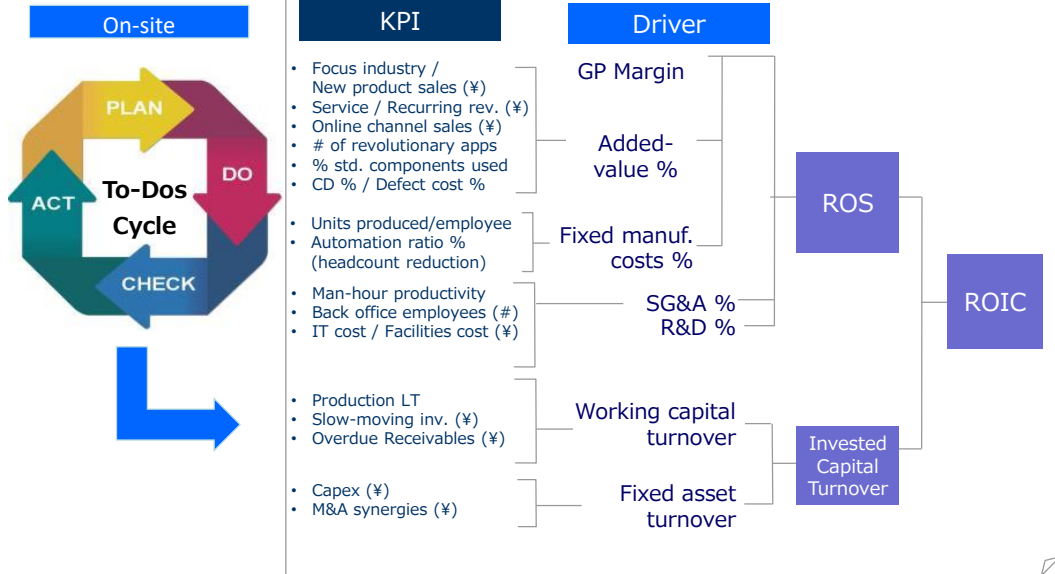 On-site
PLAN
DO
CHECK
ACT
To-Dos
Cycle
KPI
• Focus industry /
New product sales (¥)
• Service / Recurring rev. (¥)
• Online channel sales (¥)
• # of revolutionary apps
• % std. components used
• CD % / Defect cost %
• Units produced/employee
• Automation ratio %
(headcount reduction)
• Man-hour productivity
• Back office employees (#)
• IT cost / Facilities cost (¥)
• Production LT
• Slow-moving inv. (¥)
• Overdue Receivables (¥)
• Capex (¥)
• M&A synergies (¥)
Driver
GP Margin
Added-
value %
Fixed manuf.
costs %
SG&A %
R&D %
Working capital
turnover
Fixed asset
turnover
ROS
Invested
Capital
Turnover
ROIC